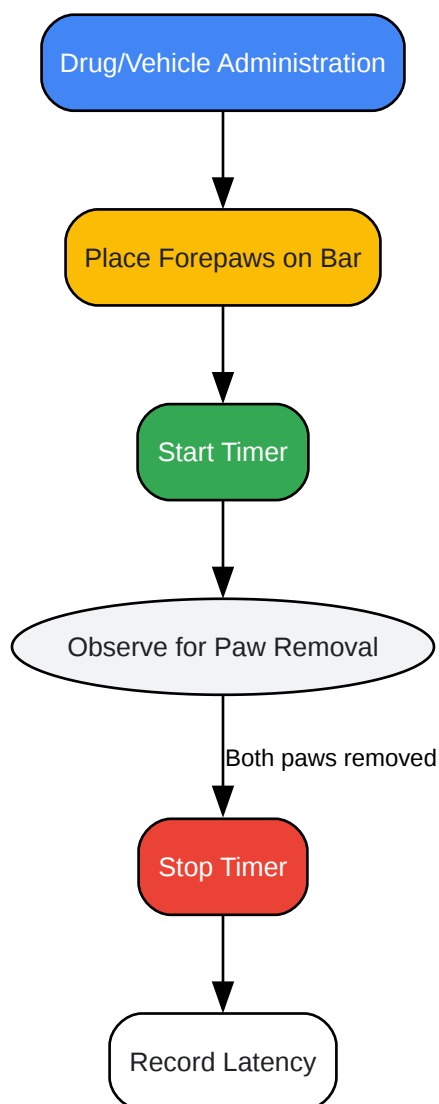 Drug/Vehicle Administration
Place Forepaws on Bar
Start Timer
Observe for Paw Removal
Both paws removed
Stop Timer
Record Latency